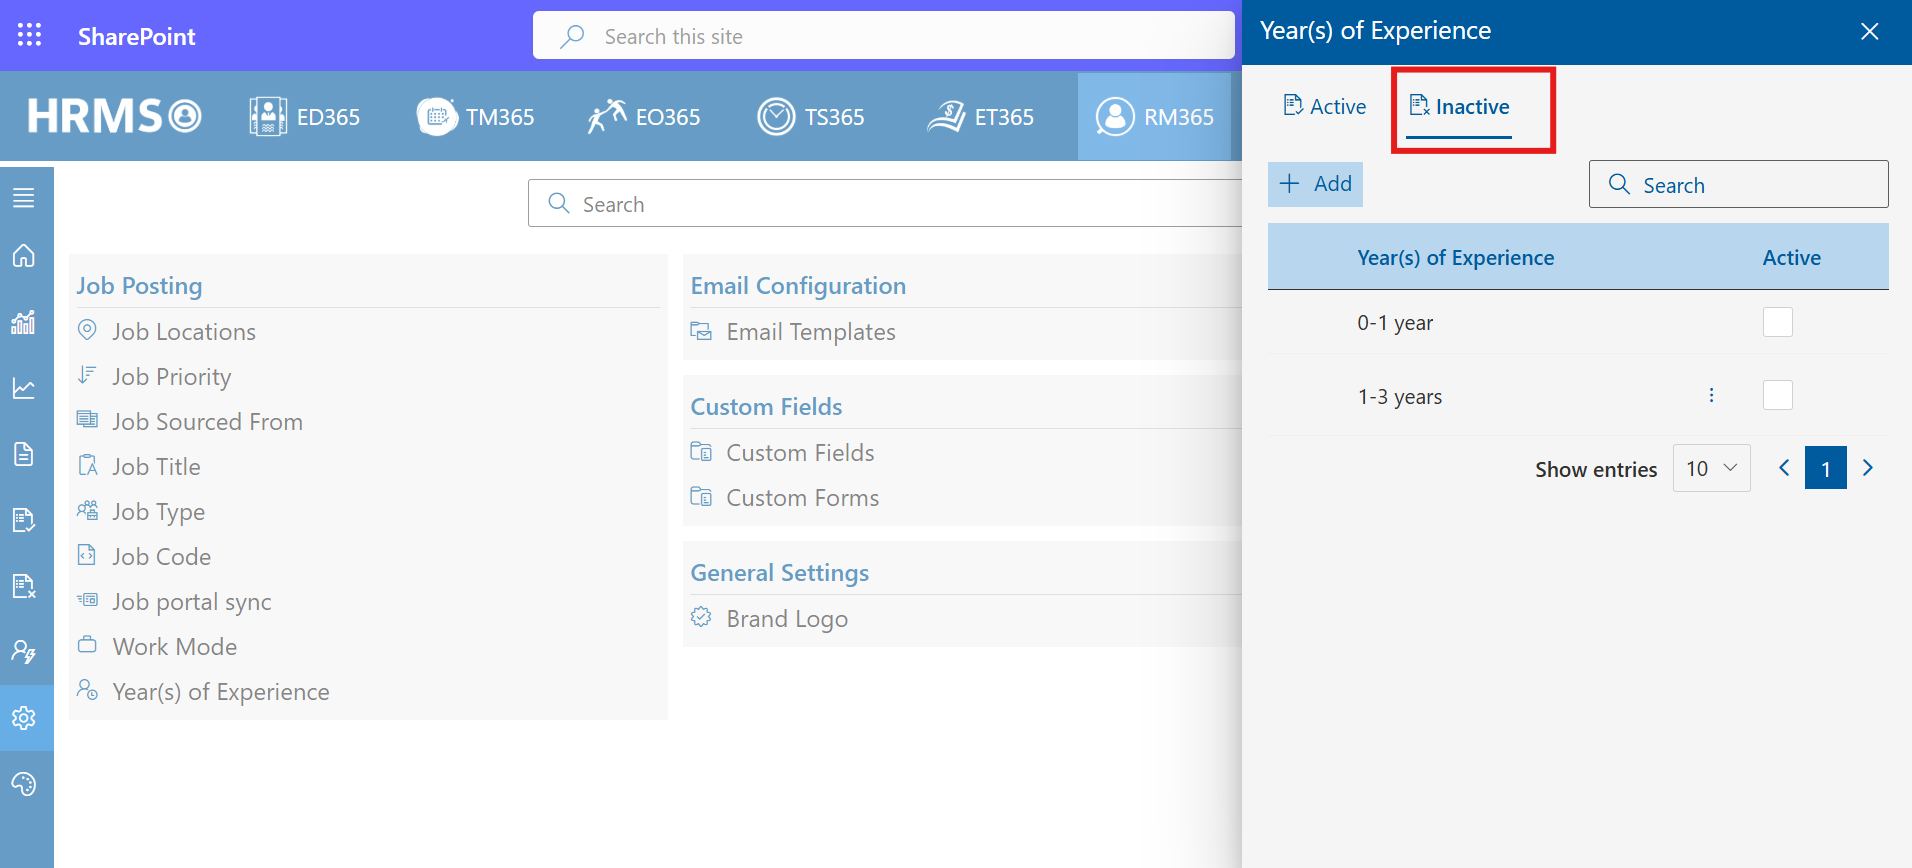 SharePoint
Search this site
HRMS
ED365
TM365
EO365
TS365
ET365
RM365
Search
Job Posting
Job Locations
Job Priority
Job Sourced From
Job Title
Job Type
Job Code
Job portal sync
Work Mode
Year(s) of Experience
Email Configuration
Email Templates
Custom Fields
Custom Fields
Custom Forms
General Settings
Brand Logo
Year(s) of Experience
Active
Inactive
Add
Search
Year(s) of Experience Active
0-1 year
1-3 years
Show entries 10 1